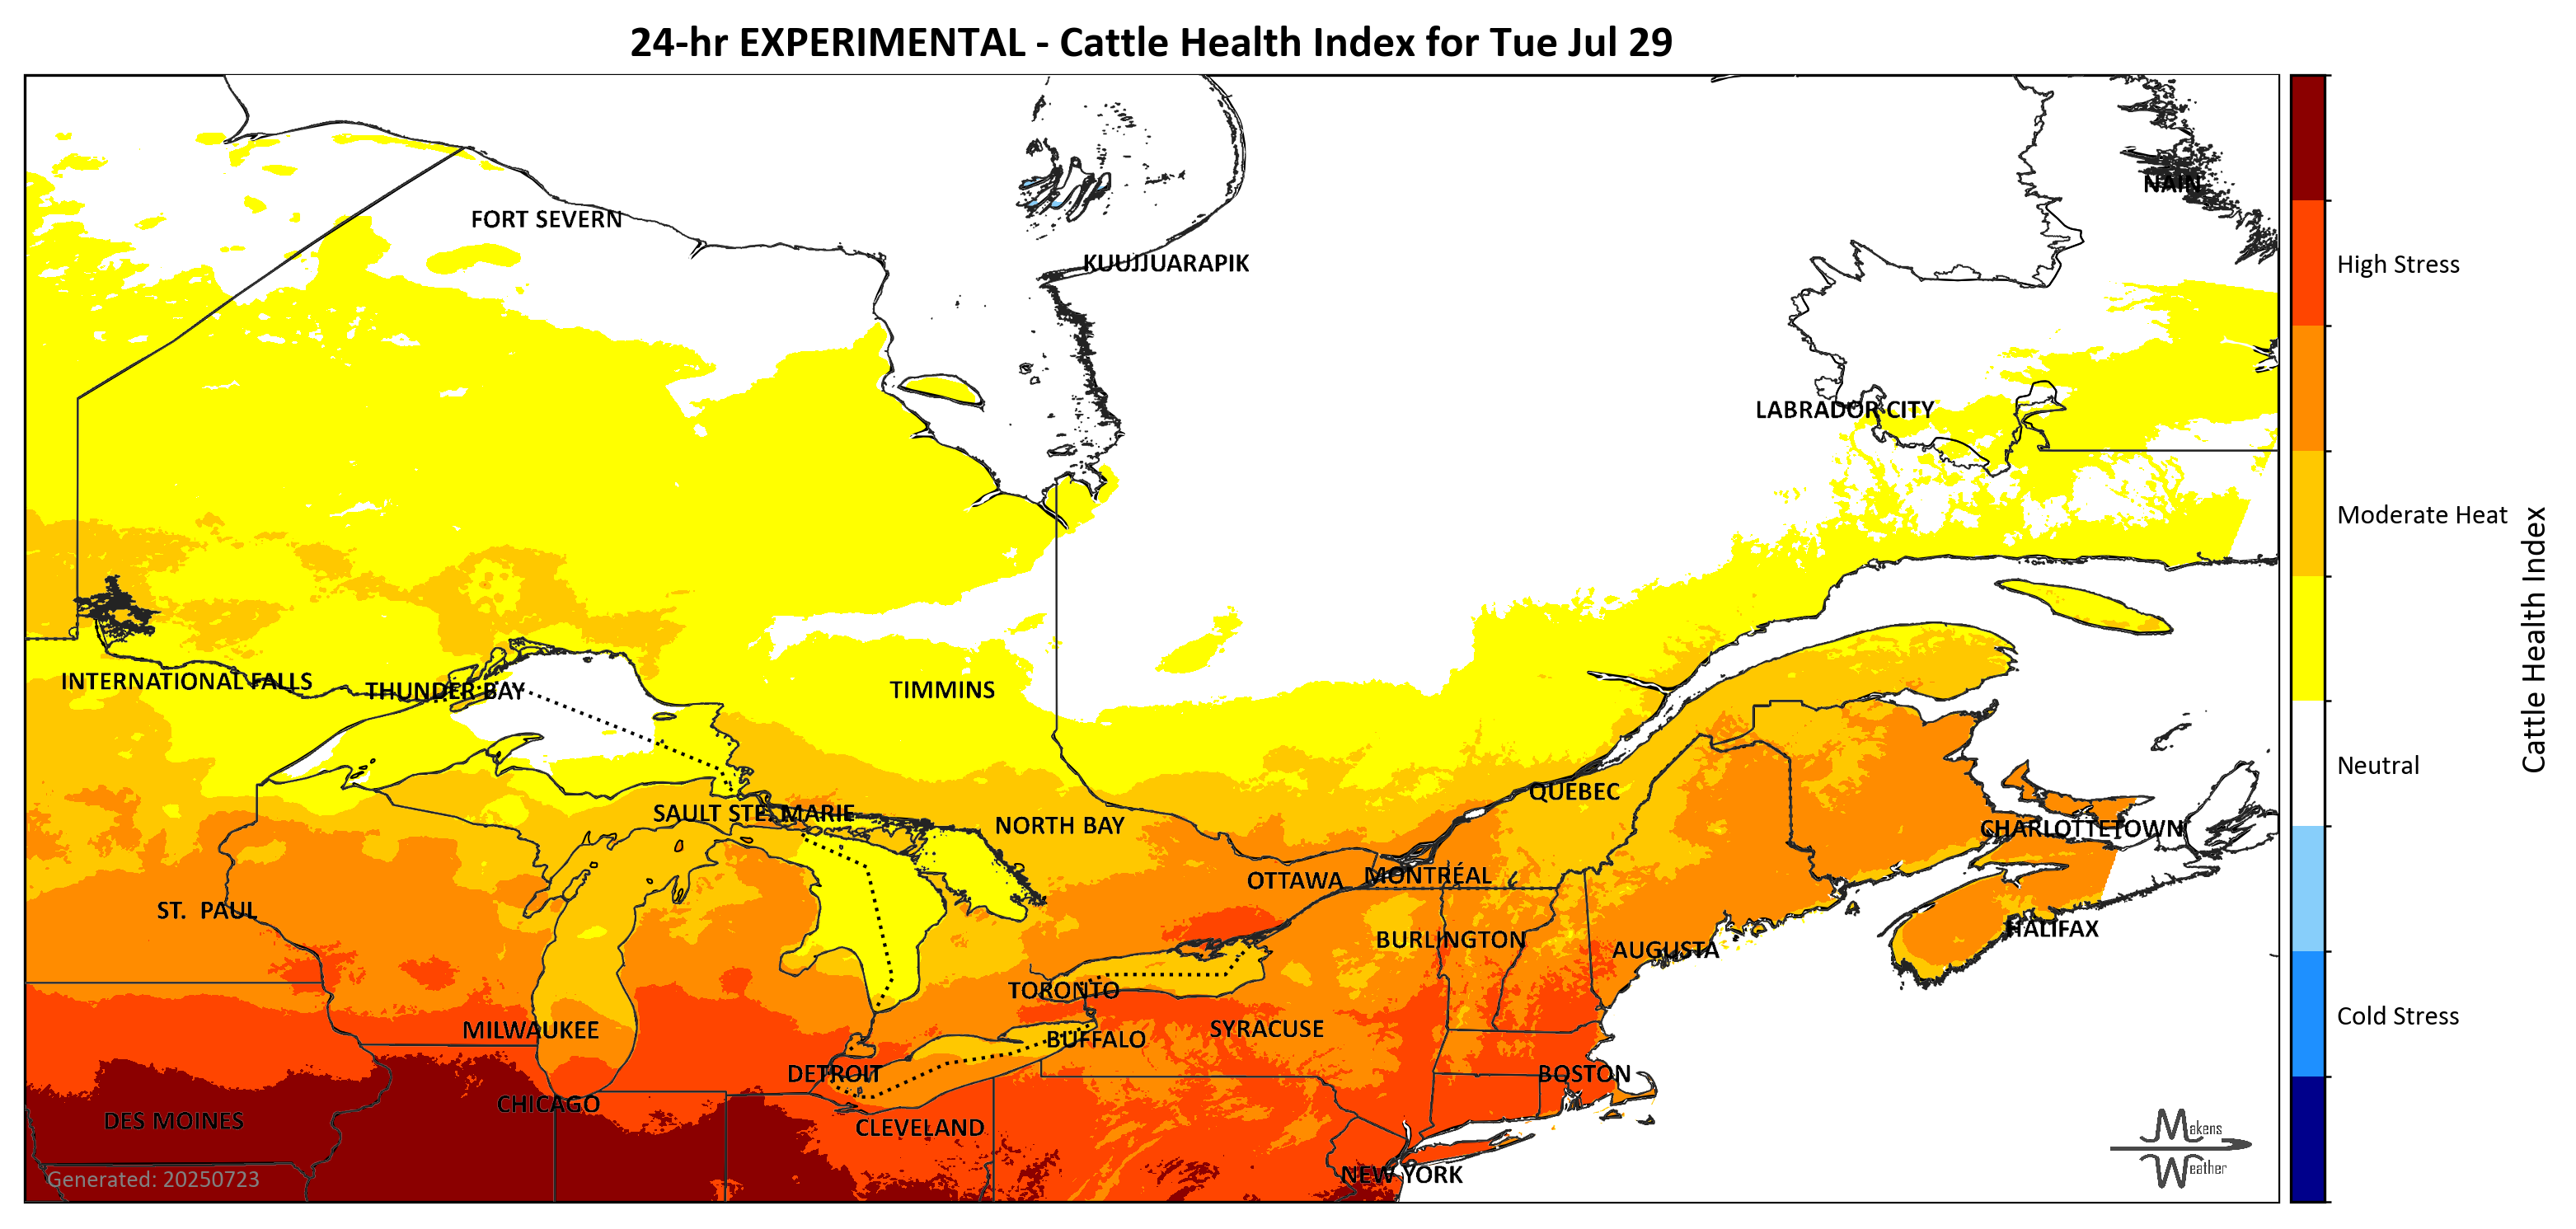 24-hr EXPERIMENTAL - Cattle Health Index for Tue Jul 29
NAIN
FORT SEVERN
KUUJJUARAPIK
High Stress
LABRADOR CITY
Moderate Heat
Cattle Health Index
INTERNATIONAL FALLS
THUNDER BAY
TIMMINS
Neutral
QUEBEC
SAULT STE. MARIE
NORTH BAY
CHARLOTTETOWN
OTTAWA
MONTRÉAL
ST. PAUL
HALIFAX
BURLINGTON
AUGUSTA
TORONTO
Cold Stress
MILWAUKEE
SYRACUSE
BUFFALO
DETROIT
BOSTON
CHICAGO
DES MOINES
CLEVELAND
Makens
Weather
NEW YORK
Generated: 20250723